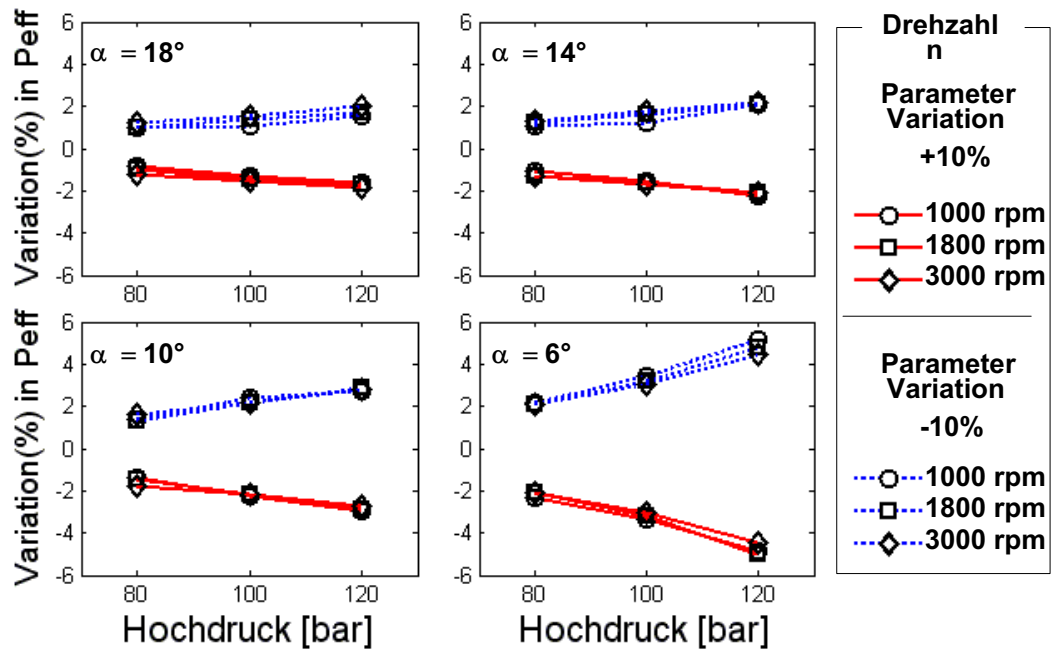 Variation(%) in Peff
6
4
2
0
-2
-4
-6
α = 18°
80
100
120
6
4
2
0
-2
-4
-6
α = 14°
80
100
120
Variation(%) in Peff
6
4
2
0
-2
-4
-6
α = 10°
80
100
120
Hochdruck [bar]
6
4
2
0
-2
-4
-6
α = 6°
80
100
120
Hochdruck [bar]
Drehzahl
n
Parameter
Variation
+10%
1000 rpm
1800 rpm
3000 rpm
Parameter
Variation
-10%
1000 rpm
1800 rpm
3000 rpm